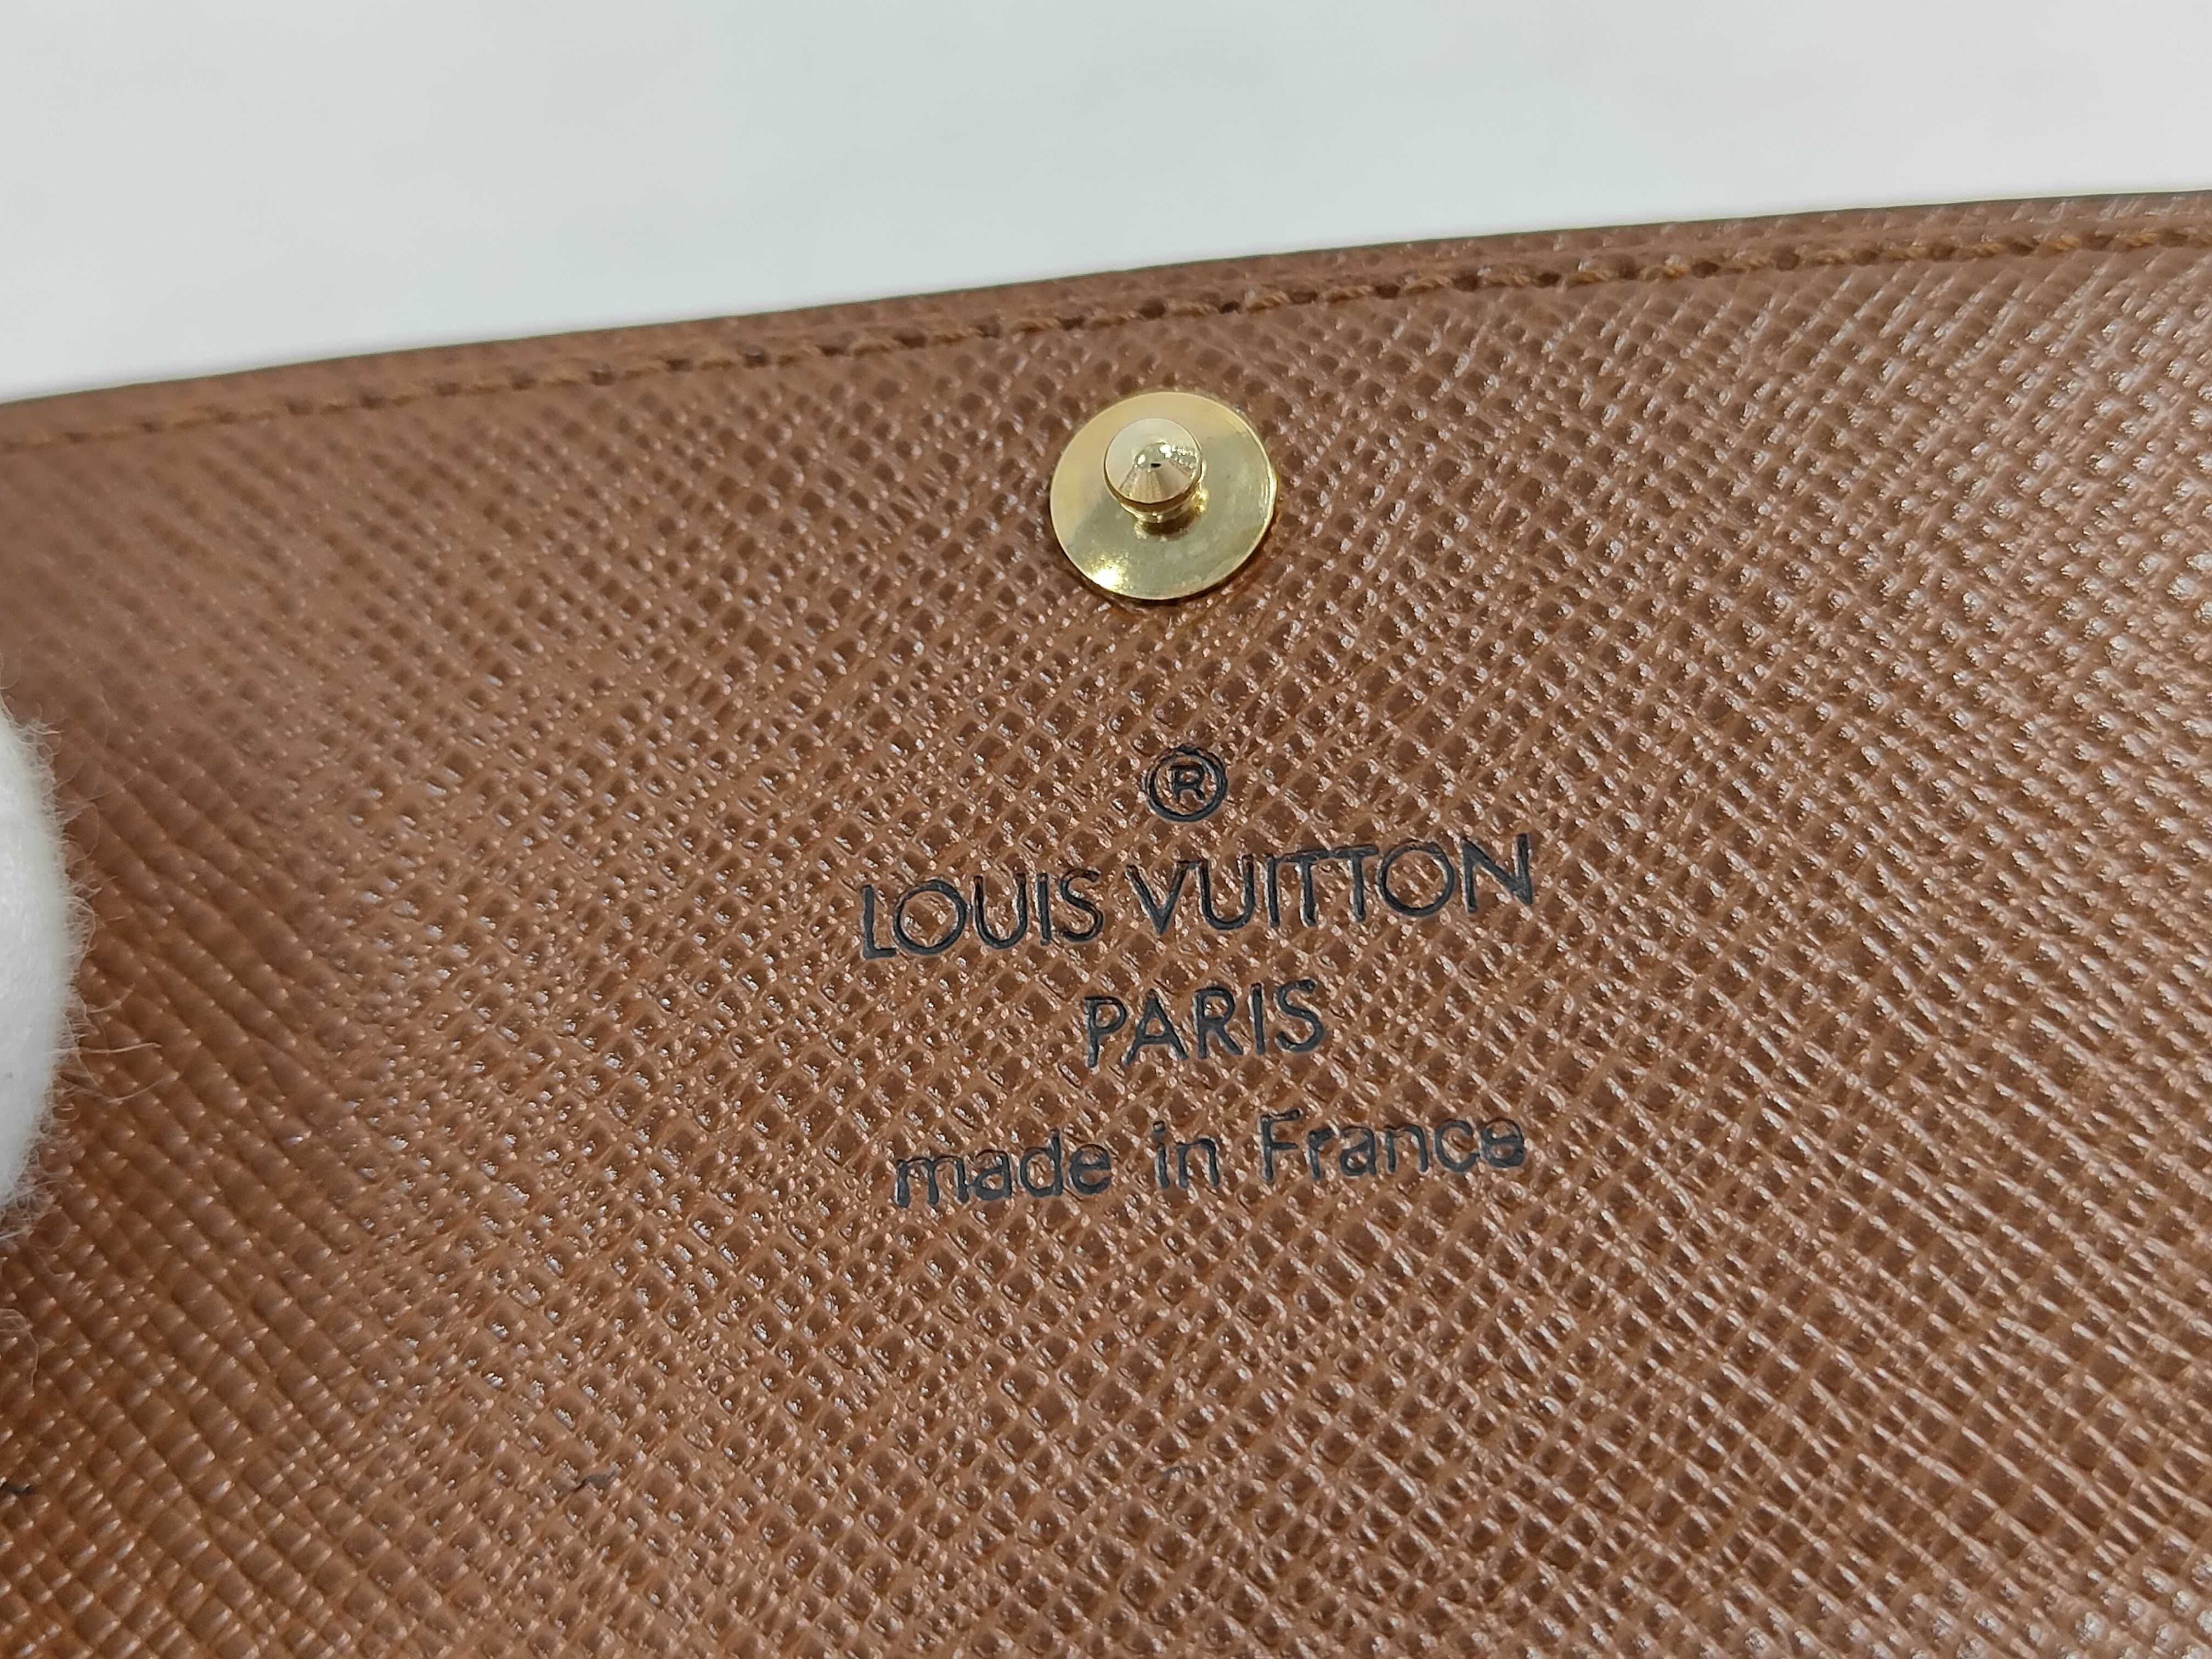 ®
LOUIS VUITTON
PARIS
made in France